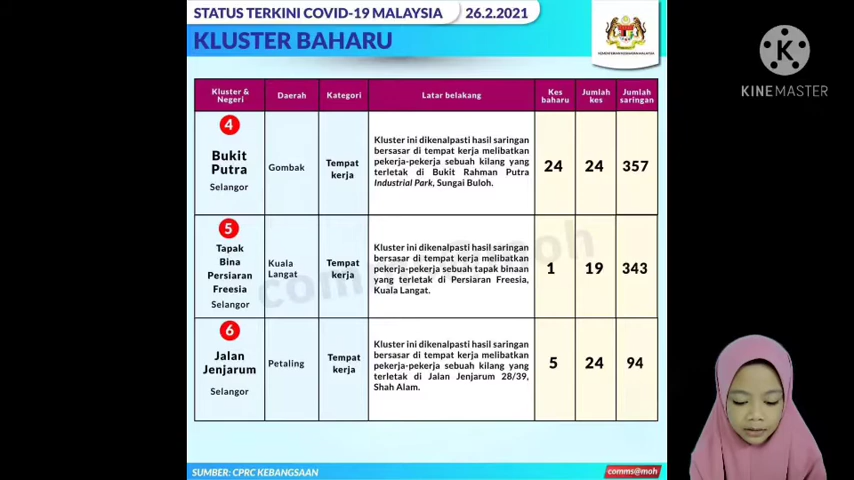 STATUS TERKINI COVID-19 MALAYSIA
26.2.2021
KLUSTER BAHARU
KINEMASTER
Kluster & Negeri
Daerah
Kategori
Latar belakang
Kes baharu
Jumlah kes
Jumlah saringan
4
Bukit
Putra
Selangor
Gombak
Tempat
kerja
Kluster ini dikenalpasti hasil saringan
bersasar di tempat kerja melibatkan
pekerja-pekerja sebuah kilang yang
terletak di Bukit Rahman Putra
Industrial Park, Sungai Buloh.
24
24
357
5
Tapak
Bina
Persiaran
Freesia
Selangor
Kuala
Langat
Tempat
kerja
Kluster ini dikenalpasti hasil saringan
bersasar di tempat kerja melibatkan
pekerja-pekerja sebuah tapak binaan
yang terletak di Persiaran Freesia,
Kuala Langat.
1
19
343
6
Jalan
Jenjarum
Selangor
Petaling
Tempat
kerja
Kluster ini dikenalpasti hasil saringan
bersasar di tempat kerja melibatkan
pekerja-pekerja sebuah kilang yang
terletak di Jalan Jenjarum 28/39,
Shah Alam.
5
24
94
SUMBER: CPRC KEBANGSAAN
comms@moh